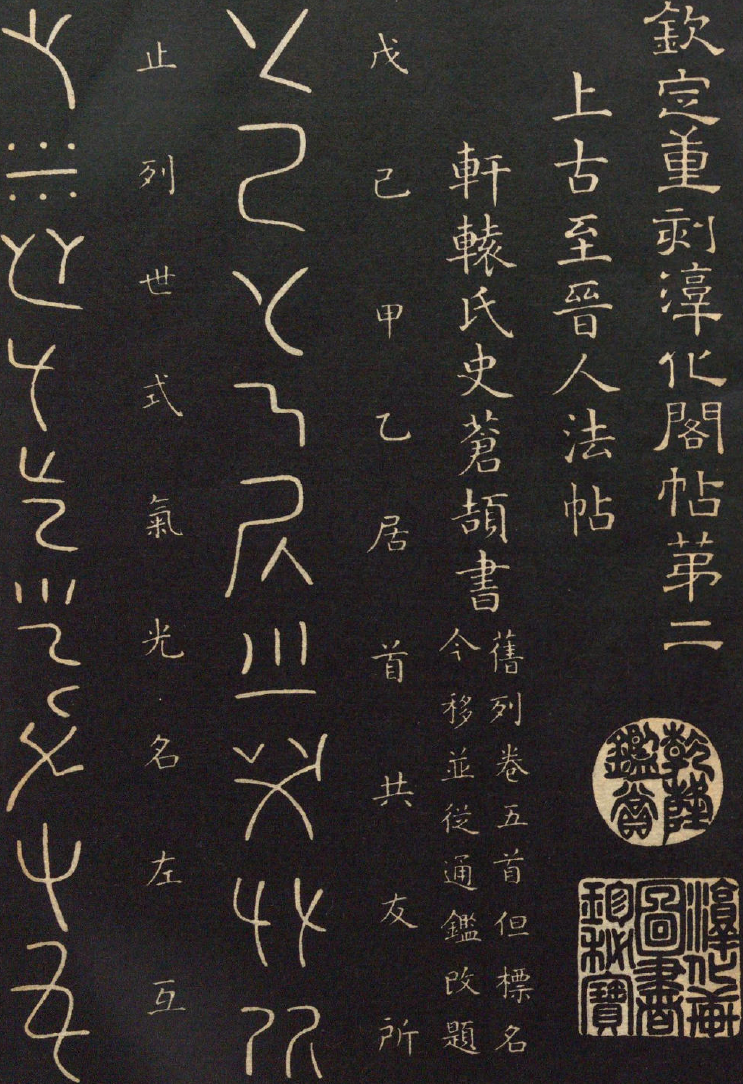 欽定重刻淳化閣帖苐二
乾隆
鑑賞
淳化軒
圖書
珍秘寶
上古至晉人法帖
軒轅氏史蒼頡書
舊列卷五首但標名
今移並從通鑑改題
戊己甲乙居首共友所
止列世式氣光名左互